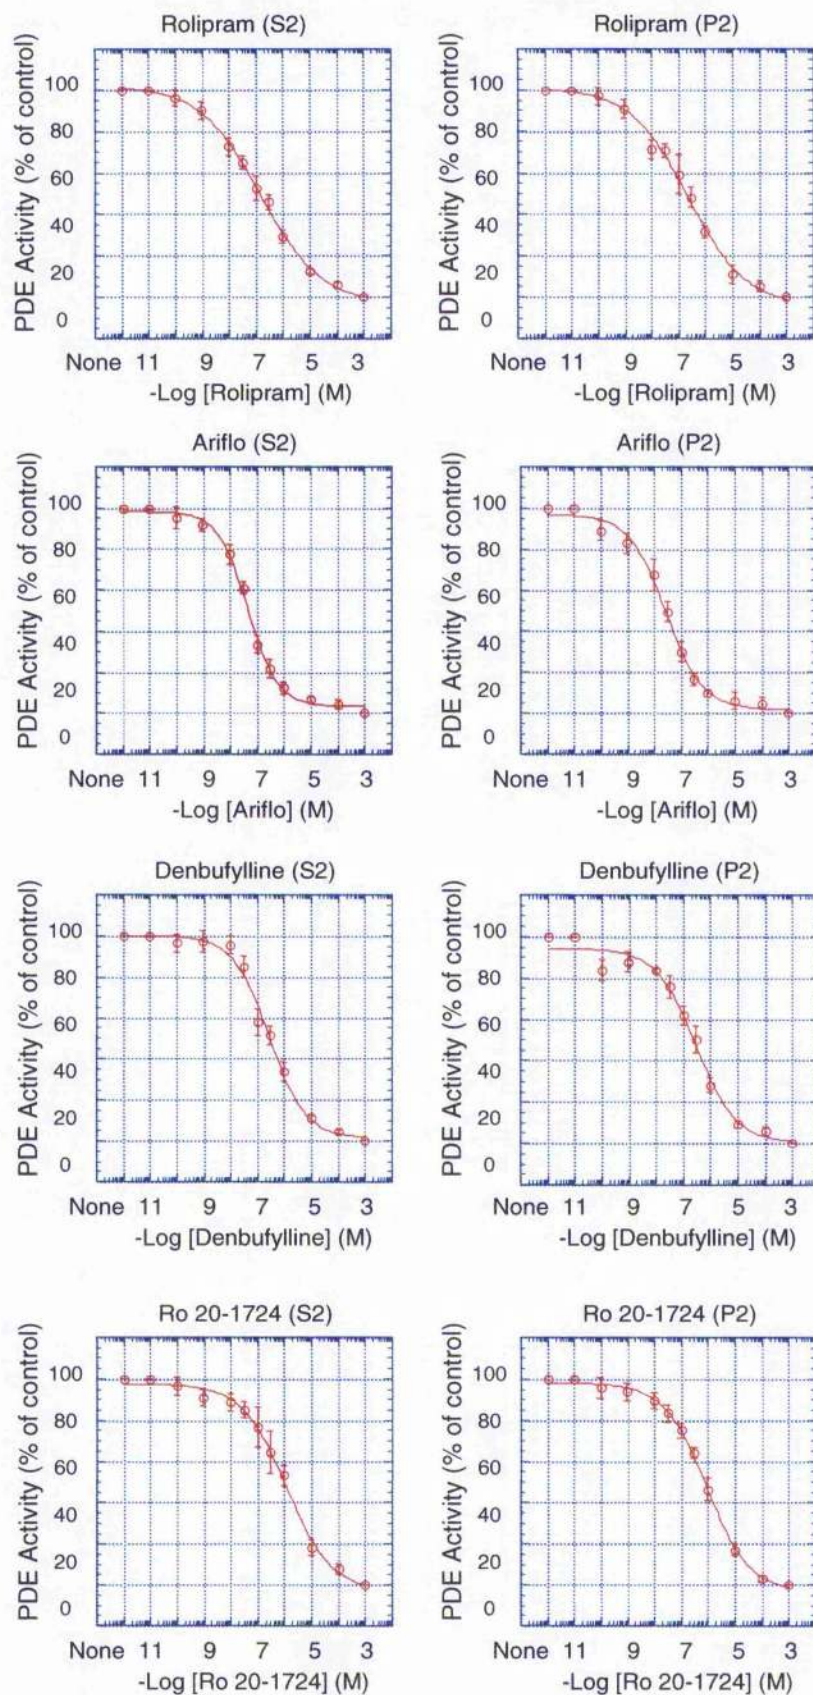 Rolipram (S2)
PDE Activity (% of control)
100
80
60
40
20
0
None 11 9 7 5 3
-Log [Rolipram] (M)
Rolipram (P2)
PDE Activity (% of control)
100
80
60
40
20
0
None 11 9 7 5 3
-Log [Rolipram] (M)
Ariflo (S2)
PDE Activity (% of control)
100
80
60
40
20
0
None 11 9 7 5 3
-Log [Ariflo] (M)
Ariflo (P2)
PDE Activity (% of control)
100
80
60
40
20
0
None 11 9 7 5 3
-Log [Ariflo] (M)
Denbufylline (S2)
PDE Activity (% of control)
100
80
60
40
20
0
None 11 9 7 5 3
-Log [Denbufylline] (M)
Denbufylline (P2)
PDE Activity (% of control)
100
80
60
40
20
0
None 11 9 7 5 3
-Log [Denbufylline] (M)
Ro 20-1724 (S2)
PDE Activity (% of control)
100
80
60
40
20
0
None 11 9 7 5 3
-Log [Ro 20-1724] (M)
Ro 20-1724 (P2)
PDE Activity (% of control)
100
80
60
40
20
0
None 11 9 7 5 3
-Log [Ro 20-1724] (M)